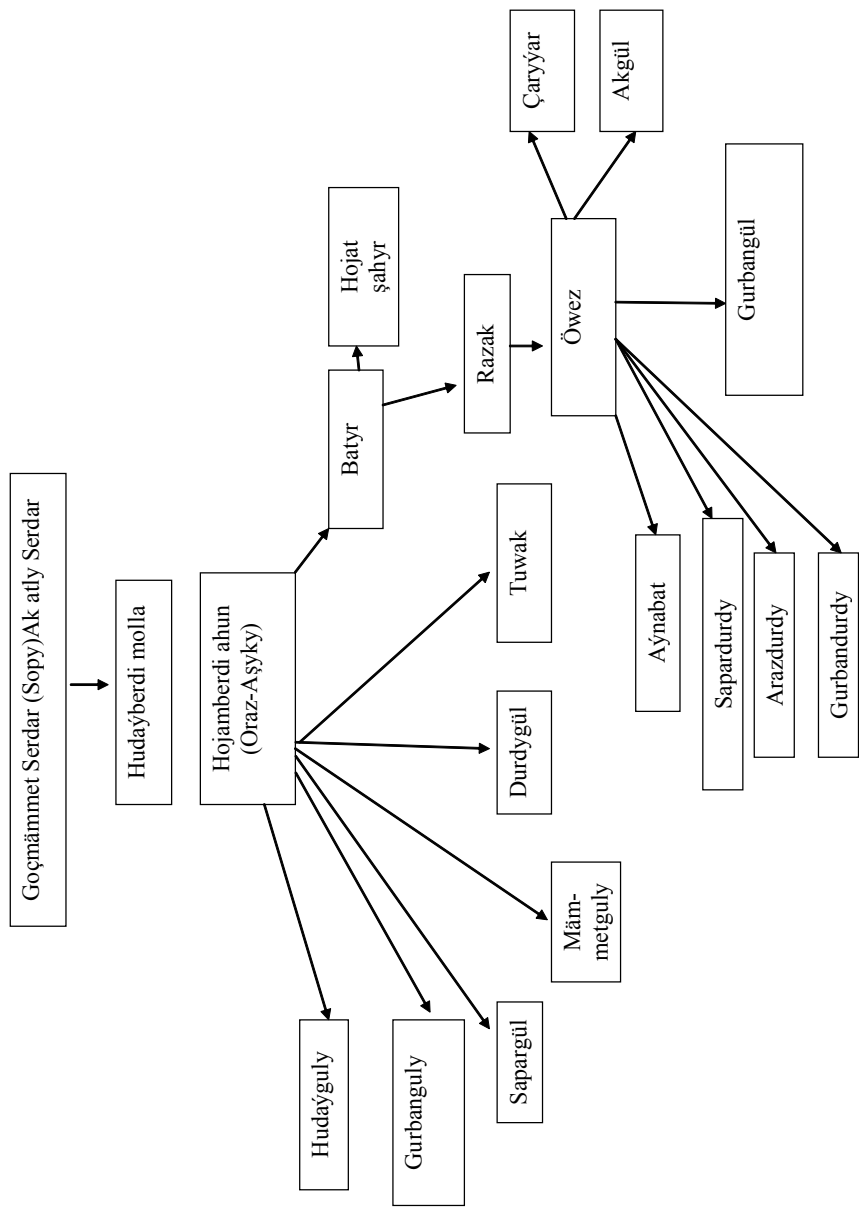 Goçmämmet Serdar (Sopy)Ak atly Serdar
Hudaýberdi molla
Hojamberdi ahun
(Oraz-Aşyky)
Hudaýguly
Gurbanguly
Sapargül
Mäm-
metguly
Durdygül
Tuwak
Batyr
Hojat
şahyr
Razak
Öwez
Aýnabat
Sapardurdy
Arazdurdy
Gurbandurdy
Gurbangül
Çaryýar
Akgül